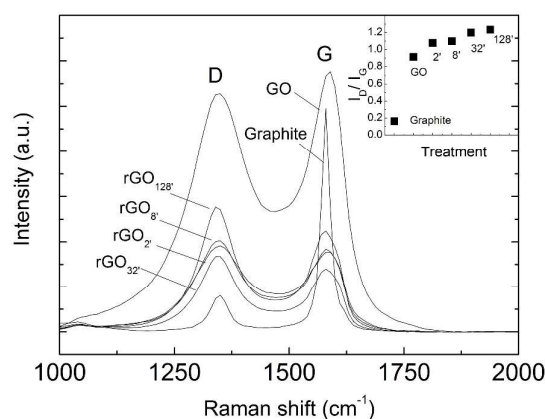 D
G
GO
Graphite
rGO128'
rGO8'
rGO2'
rGO32'
Intensity (a.u.)
1000 1250 1500 1750 2000
Raman shift (cm-1)
1.2
1.0
0.8
0.6
0.4
0.2
0.0
ID/ IG
GO
2'
8'
32'
128'
Graphite
Treatment